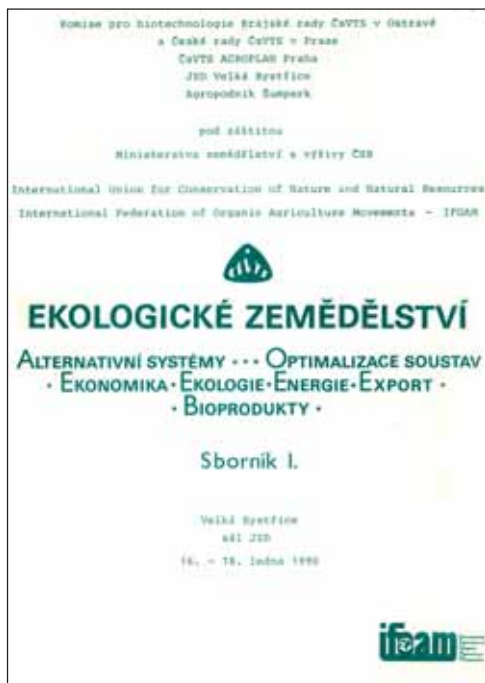 Komise pro biotechnologie Krajské rady ČsVTS v Ostravě
a České rady ČsVTS v Praze
ČsVTS AGROPLAN Praha
JZD Velká Bystřice
Agropodnik Šumperk
pod záštitou
Ministerstva zemědělství a výživy ČSR
International Union for Conservation of Nature and Natural Resources
International Federation of Organic Agriculture Movements - IFOAM
EKOLOGICKÉ ZEMĚDĚLSTVÍ
ALTERNATIVNÍ SYSTÉMY ··· OPTIMALIZACE SOUSTAV
· EKONOMIKA · EKOLOGIE · ENERGIE · EXPORT ·
· BIOPRODUKTY ·
Sborník I.
Velká Bystřice
sál JZD
16. - 18. ledna 1990
ifoam